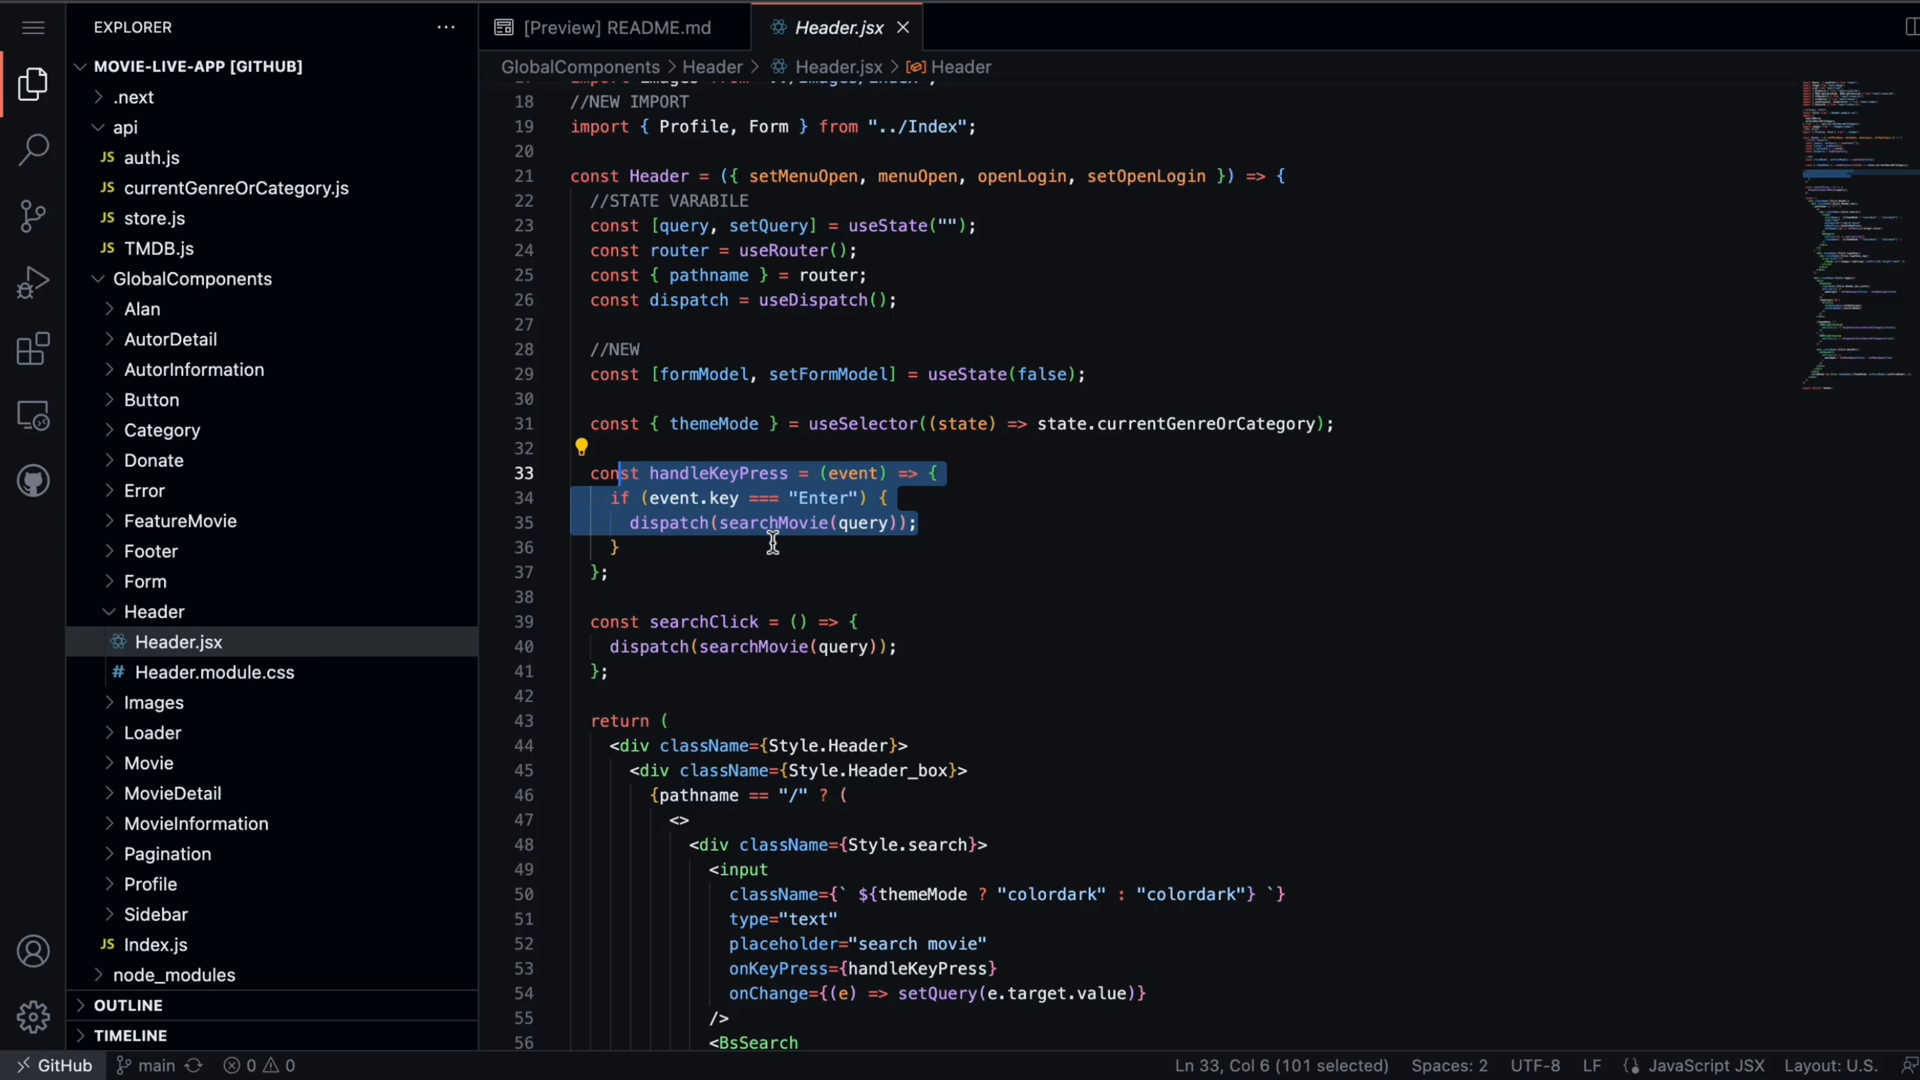 EXPLORER
[Preview] README.md
Header.jsx
MOVIE-LIVE-APP [GITHUB]
.next
api
JS auth.js
JS currentGenreOrCategory.js
JS store.js
JS TMDB.js
GlobalComponents
Alan
AutorDetail
AutorInformation
Button
Category
Donate
Error
FeatureMovie
Footer
Form
Header
Header.jsx
# Header.module.css
Images
Loader
Movie
MovieDetail
MovieInformation
Pagination
Profile
Sidebar
JS Index.js
node_modules
OUTLINE
TIMELINE
GlobalComponents > Header > Header.jsx > Header
18 //NEW IMPORT
19 import { Profile, Form } from "../Index";
20
21 const Header = ({ setMenuOpen, menuOpen, openLogin, setOpenLogin }) => {
22 //STATE VARABILE
23 const [query, setQuery] = useState("");
24 const router = useRouter();
25 const { pathname } = router;
26 const dispatch = useDispatch();
27
28 //NEW
29 const [formModel, setFormModel] = useState(false);
30
31 const { themeMode } = useSelector((state) => state.currentGenreOrCategory);
32
33 const handleKeyPress = (event) => {
34 if (event.key === "Enter") {
35 dispatch(searchMovie(query));
36 }
37 };
38
39 const searchClick = () => {
40 dispatch(searchMovie(query));
41 };
42
43 return (
44 <div className={Style.Header}>
45 <div className={Style.Header_box}>
46 {pathname == "/" ? (
47 <>
48 <div className={Style.search}>
49 <input
50 className={` ${themeMode ? "colordark" : "colordark"} `}
51 type="text"
52 placeholder="search movie"
53 onKeyPress={handleKeyPress}
54 onChange={(e) => setQuery(e.target.value)}
55 />
56 <BsSearch
GitHub main 0 0 Ln 33, Col 6 (101 selected) Spaces: 2 UTF-8 LF {} JavaScript JSX Layout: U.S.